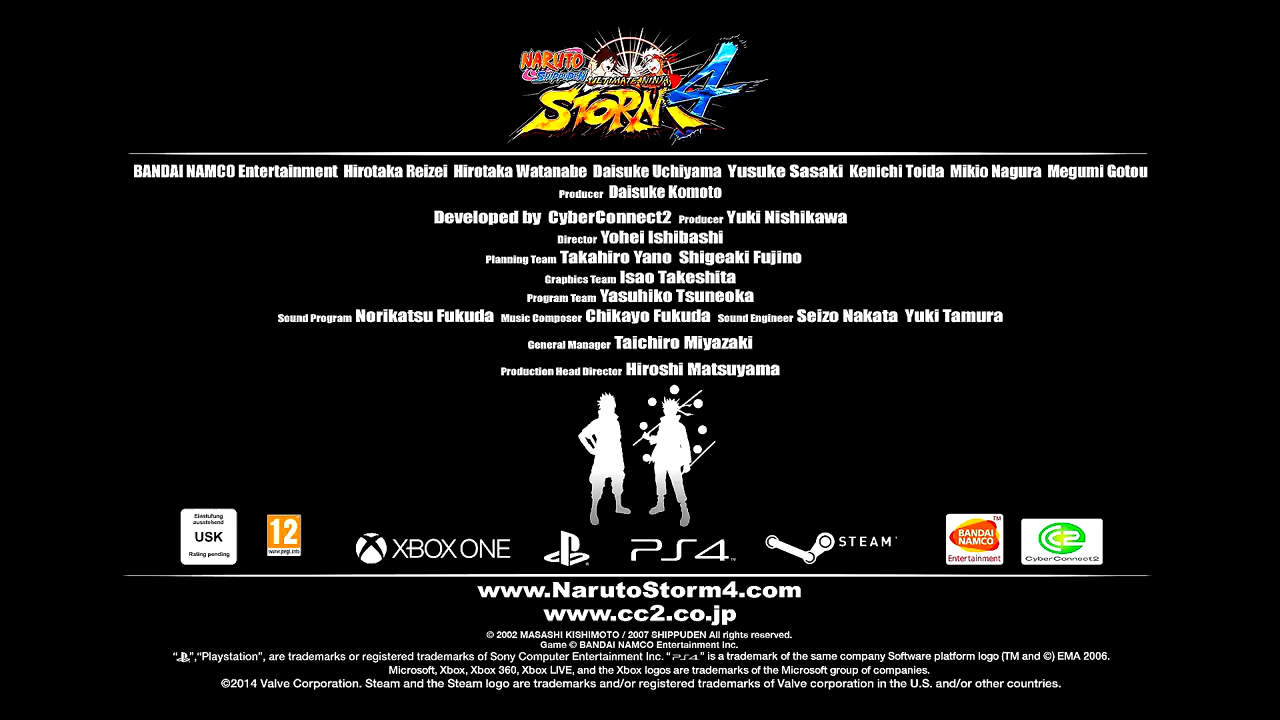 NARUTO
SHIPPUDEN
ULTIMATE NINJA
STORM 4
BANDAI NAMCO Entertainment Hirotaka Reizei Hirotaka Watanabe Daisuke Uchiyama Yusuke Sasaki Kenichi Toida Mikio Nagura Megumi Gotou
Producer Daisuke Komoto
Developed by CyberConnect2 Producer Yuki Nishikawa
Director Yohei Ishibashi
Planning Team Takahiro Yano Shigeaki Fujino
Graphics Team Isao Takeshita
Program Team Yasuhiko Tsuneoka
Sound Program Norikatsu Fukuda Music Composer Chikayo Fukuda Sound Engineer Seizo Nakata Yuki Tamura
General Manager Taichiro Miyazaki
Production Head Director Hiroshi Matsuyama
Einstufung
ausstehend
USK
Rating pending
12
www.pegi.info
XBOX ONE
PS4™
STEAM
BANDAI
NAMCO
TM
Entertainment
CyberConnect2
www.NarutoStorm4.com
www.cc2.co.jp
© 2002 MASASHI KISHIMOTO / 2007 SHIPPUDEN All rights reserved.
Game © BANDAI NAMCO Entertainment Inc.
“ ”,“Playstation”, are trademarks or registered trademarks of Sony Computer Entertainment Inc. “PS4” is a trademark of the same company Software platform logo (TM and ©) EMA 2006.
Microsoft, Xbox, Xbox 360, Xbox LIVE, and the Xbox logos are trademarks of the Microsoft group of companies.
©2014 Valve Corporation. Steam and the Steam logo are trademarks and/or registered trademarks of Valve corporation in the U.S. and/or other countries.